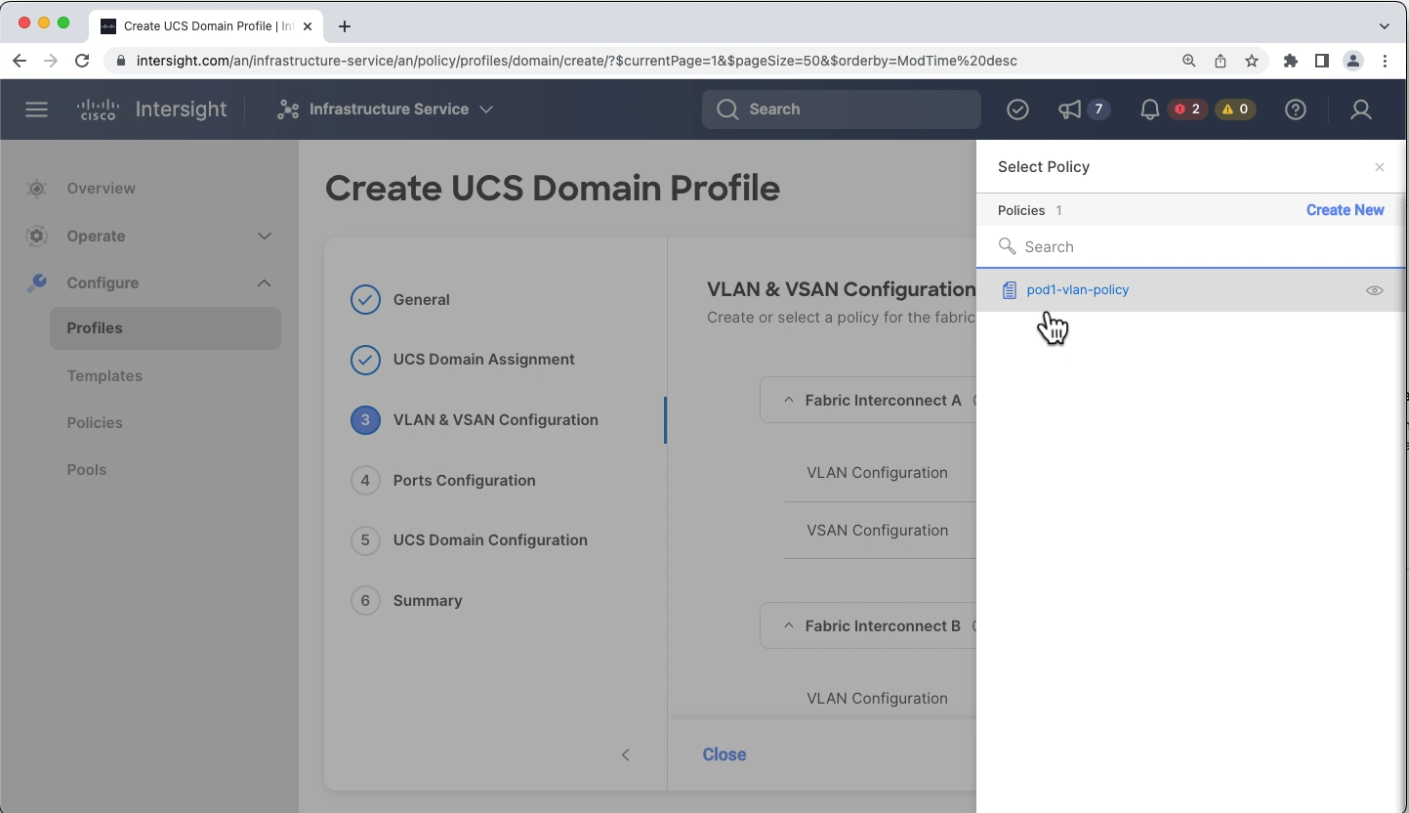 Create UCS Domain Profile | Int
intersight.com/an/infrastructure-service/an/policy/profiles/domain/create/?$currentPage=1&$pageSize=50&$orderby=ModTime%20desc
CISCO Intersight
Infrastructure Service
Search
7
2
0
Overview
Operate
Configure
Profiles
Templates
Policies
Pools
Create UCS Domain Profile
General
UCS Domain Assignment
3 VLAN & VSAN Configuration
4 Ports Configuration
5 UCS Domain Configuration
6 Summary
VLAN & VSAN Configuration
Create or select a policy for the fabric
Fabric Interconnect A
VLAN Configuration
VSAN Configuration
Fabric Interconnect B
VLAN Configuration
Close
Select Policy
Policies 1
Create New
Search
pod1-vlan-policy